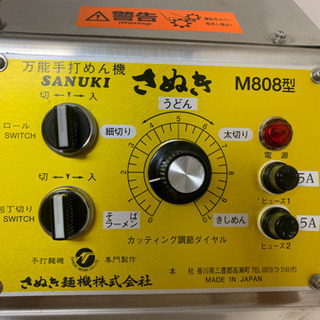 警告
(Warning)
万能手打めん機
SANUKI
さぬき
M808型
切 ←▼→ 入
うどん
ロール
SWITCH
細切り
太切り
電源
5A
ヒューズ1
切 ←▼→ 入
包丁切り
SWITCH
そば
ラーメン
きしめん
5A
ヒューズ2
カッティング調節ダイヤル
手打麺機
専門製作
さぬき麺機株式会社
本 社 香川県三豊郡高瀬町
MADE IN JAPAN